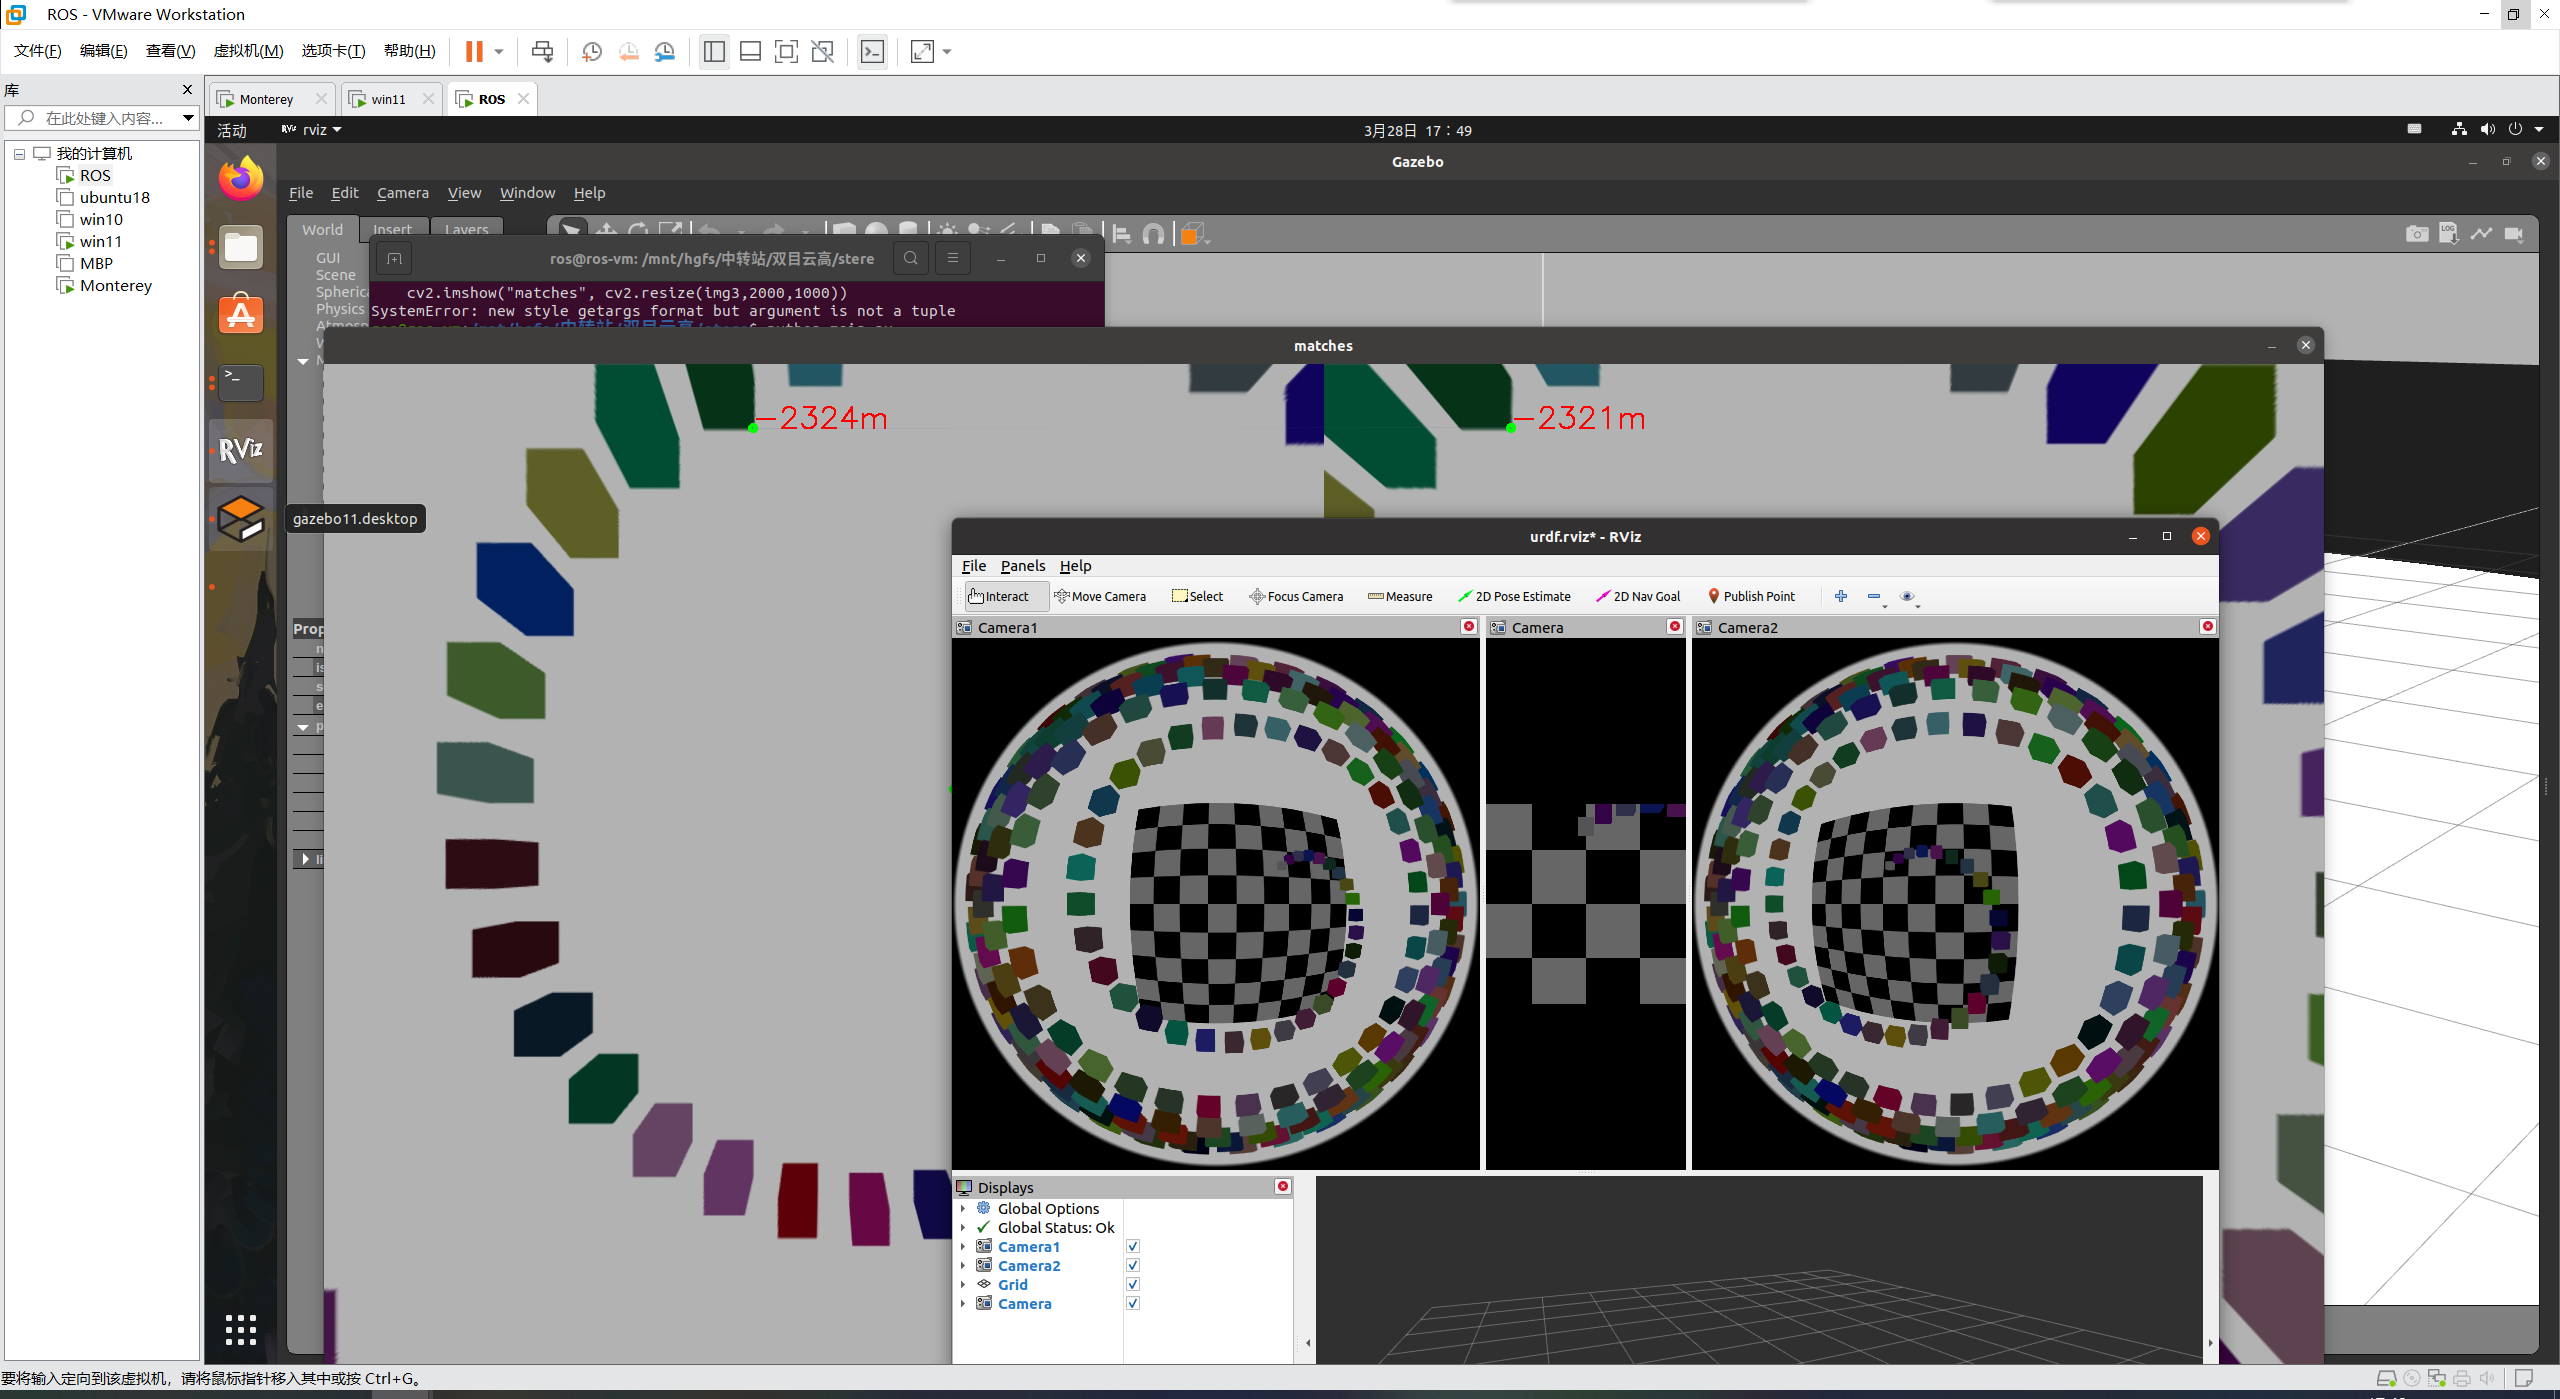 ROS - VMware Workstation
文件(F) 编辑(E) 查看(V) 虚拟机(M) 选项卡(T) 帮助(H)
库
在此处键入内容...
我的计算机
ROS
ubuntu18
win10
win11
MBP
Monterey
Monterey
win11
ROS
活动
RViz rviz
3月28日 17：49
Gazebo
File Edit Camera View Window Help
World Insert Layers
GUI
Scene
Spheric
Physics
ros@ros-vm: /mnt/hgfs/中转站/双目云高/stere
cv2.imshow("matches", cv2.resize(img3,2000,1000))
SystemError: new style getargs format but argument is not a tuple
matches
-2324m
-2321m
RViz
gazebo11.desktop
LOG
Prop
urdf.rviz* - RViz
File Panels Help
Interact Move Camera Select Focus Camera Measure 2D Pose Estimate 2D Nav Goal Publish Point
Camera1
Camera
Camera2
Displays
Global Options
Global Status: Ok
Camera1
Camera2
Grid
Camera
要将输入定向到该虚拟机，请将鼠标指针移入其中或按 Ctrl+G。